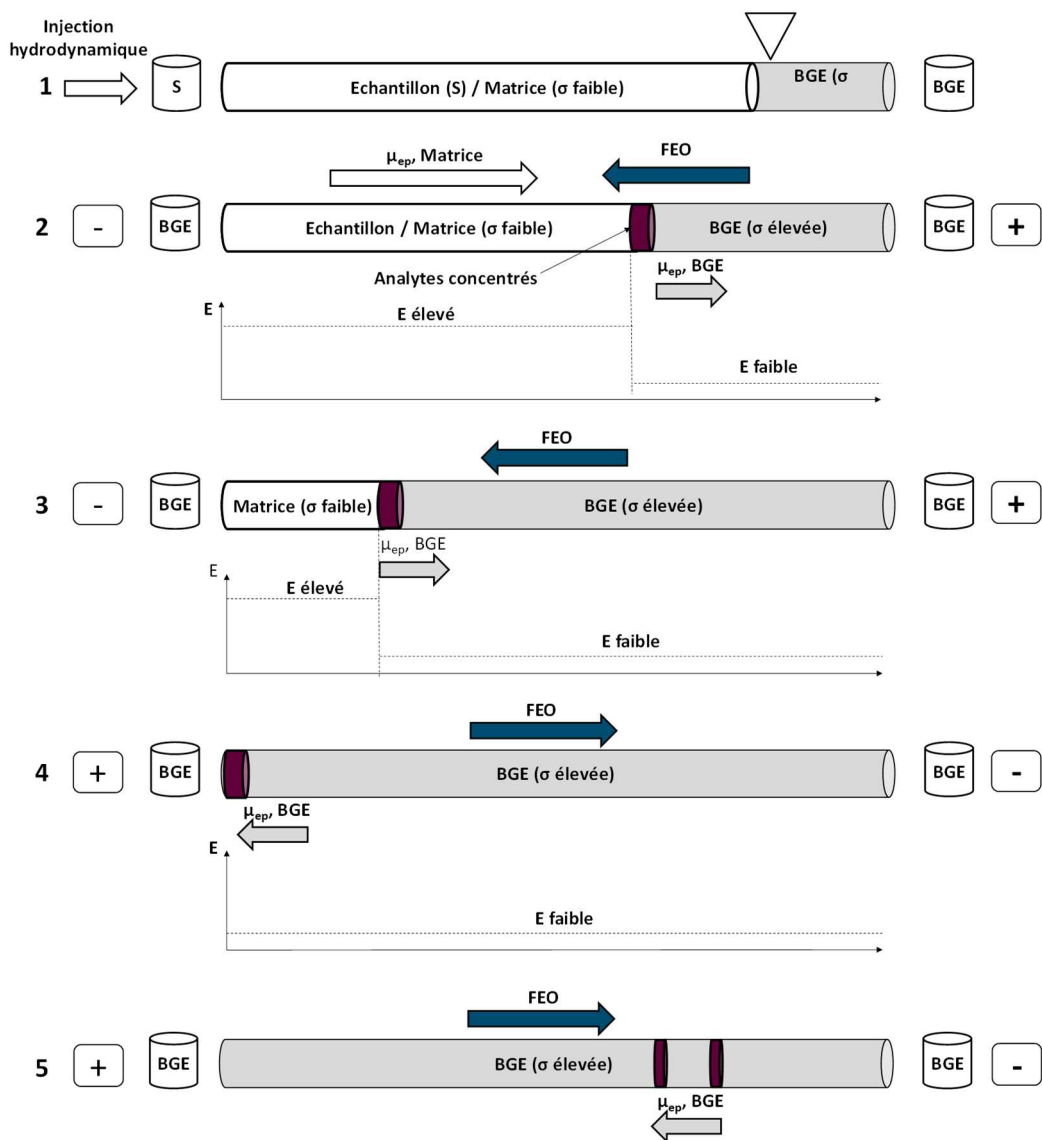 Injection
hydrodynamique
1
S
Echantillon (S) / Matrice (σ faible)
BGE (σ
BGE
μep, Matrice
FEO
2
-
BGE
Echantillon / Matrice (σ faible)
BGE (σ élevée)
BGE
+
Analytes concentrés
μep, BGE
E
E élevé
E faible
FEO
3
-
BGE
Matrice (σ faible)
BGE (σ élevée)
BGE
+
μep, BGE
E
E élevé
E faible
FEO
4
+
BGE
BGE (σ élevée)
BGE
-
μep, BGE
E
E faible
FEO
5
+
BGE
BGE (σ élevée)
BGE
-
μep, BGE